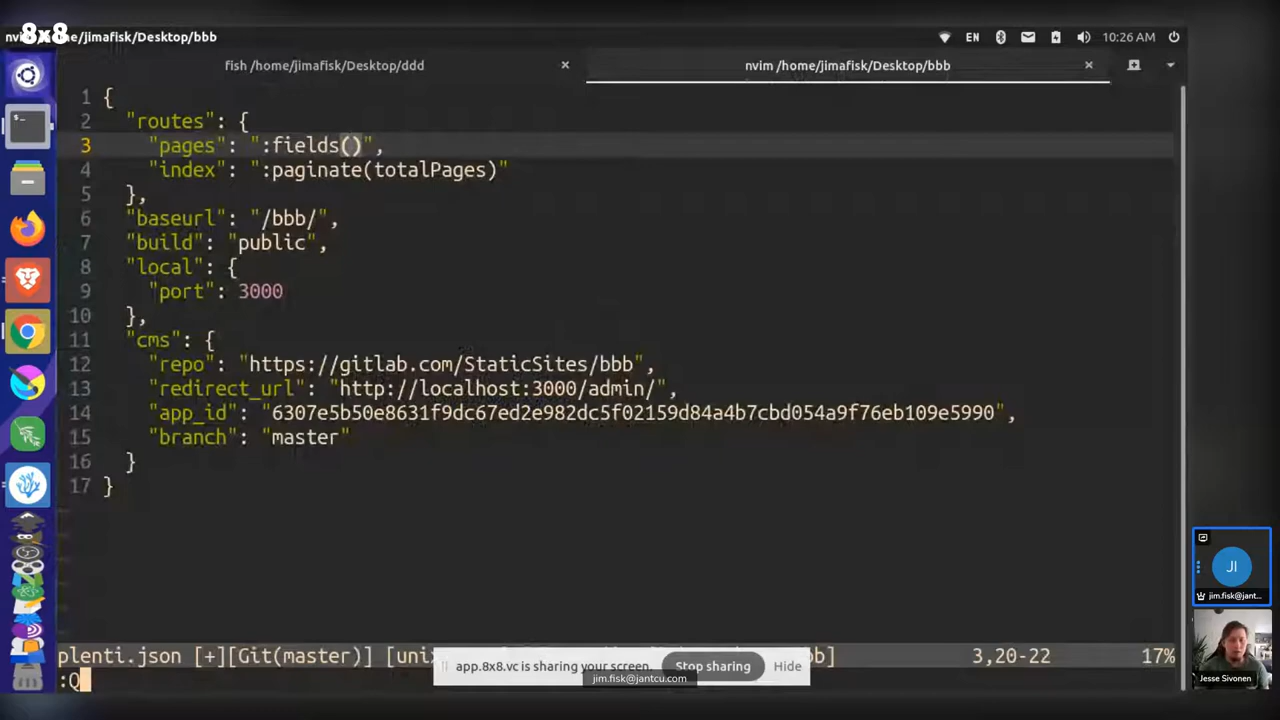 8x8
nvim /home/jimafisk/Desktop/bbb
EN
10:26 AM
fish /home/jimafisk/Desktop/ddd
nvim /home/jimafisk/Desktop/bbb
1 {
2 "routes": {
3 "pages": ":fields()",
4 "index": ":paginate(totalPages)"
5 },
6 "baseurl": "/bbb/",
7 "build": "public",
8 "local": {
9 "port": 3000
10 },
11 "cms": {
12 "repo": "https://gitlab.com/StaticSites/bbb",
13 "redirect_url": "http://localhost:3000/admin/",
14 "app_id": "6307e5b50e8631f9dc67ed2e982dc5f02159d84a4b7cbd054a9f76eb109e5990",
15 "branch": "master"
16 }
17 }
JI
jim.fisk@jant...
plenti.json [+][Git(master)] [unix b] 3,20-22 17%
app.8x8.vc is sharing your screen. Stop sharing Hide
jim.fisk@jantcu.com
:Q
Jesse Sivonen